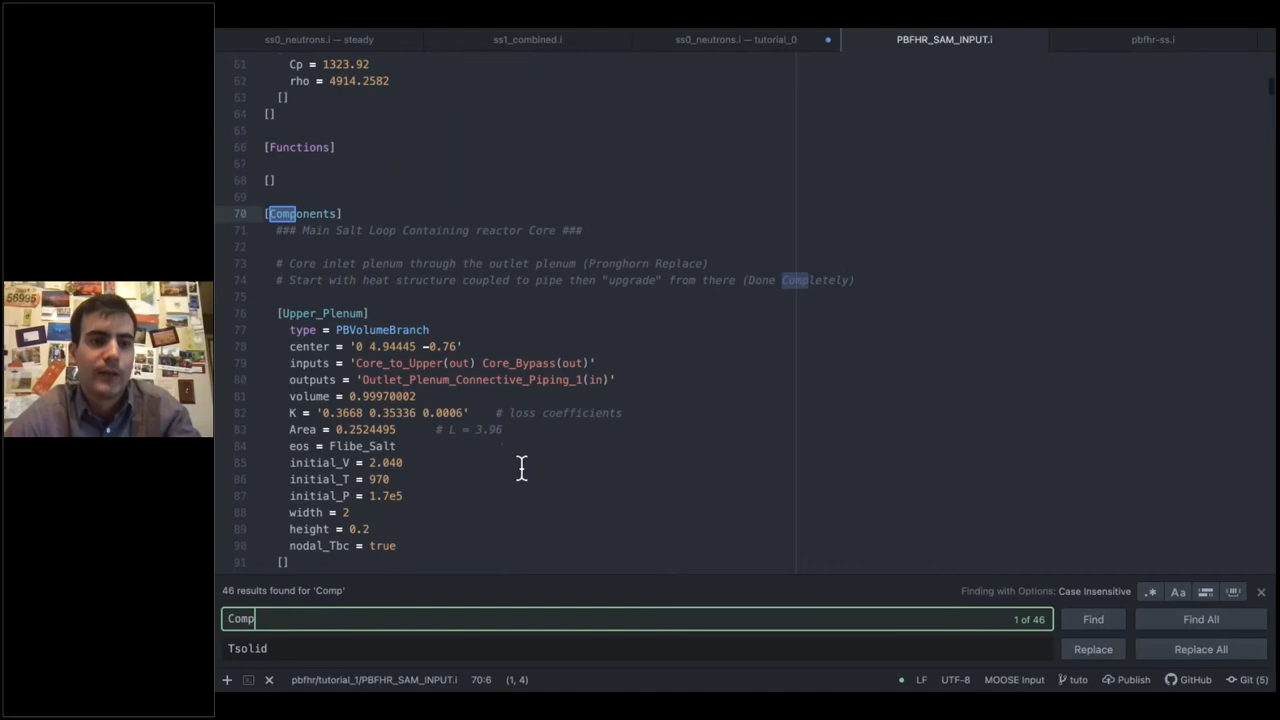 ss0_neutrons.i — steady
ss1_combined.i
ss0_neutrons.i — tutorial_0
PBFHR_SAM_INPUT.i
pbfhr-ss.i
61 Cp = 1323.92
62 rho = 4914.2582
63 []
64 []
65
66 [Functions]
67
68 []
69
70 [Components]
71 ### Main Salt Loop Containing reactor Core ###
72
73 # Core inlet plenum through the outlet plenum (Pronghorn Replace)
74 # Start with heat structure coupled to pipe then "upgrade" from there (Done Completely)
75
76 [Upper_Plenum]
77 type = PBVolumeBranch
78 center = '0 4.94445 -0.76'
79 inputs = 'Core_to_Upper(out) Core_Bypass(out)'
80 outputs = 'Outlet_Plenum_Connective_Piping_1(in)'
81 volume = 0.99970002
82 K = '0.3668 0.35336 0.0006' # loss coefficients
83 Area = 0.2524495 # L = 3.96
84 eos = Flibe_Salt
85 initial_V = 2.040
86 initial_T = 970
87 initial_P = 1.7e5
88 width = 2
89 height = 0.2
90 nodal_Tbc = true
91 []
46 results found for 'Comp'
Finding with Options: Case Insensitive
.* Aa
Comp
1 of 46
Find
Find All
Tsolid
Replace
Replace All
pbfhr/tutorial_1/PBFHR_SAM_INPUT.i 70:6 (1, 4)
LF UTF-8 MOOSE Input tuto Publish GitHub Git (5)
56995